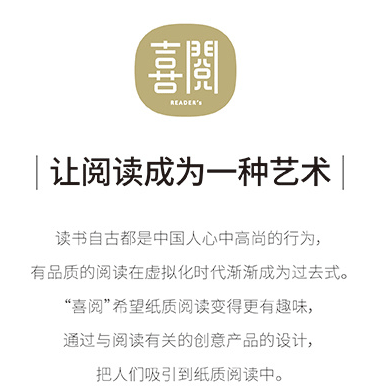 喜閱
READER's
让阅读成为一种艺术
读书自古都是中国人心中高尚的行为,
有品质的阅读在虚拟化时代渐渐成为过去式。
“喜阅”希望纸质阅读变得更有趣味,
通过与阅读有关的创意产品的设计,
把人们吸引到纸质阅读中。